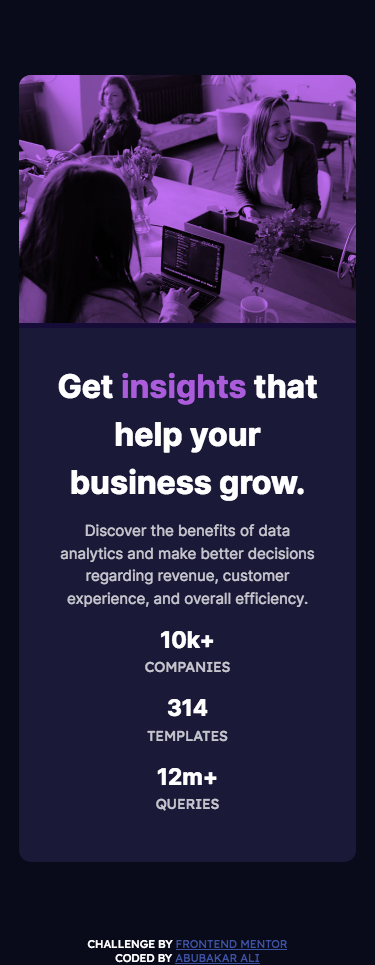 Get insights that
help your
business grow.
Discover the benefits of data
analytics and make better decisions
regarding revenue, customer
experience, and overall efficiency.
10k+
COMPANIES
314
TEMPLATES
12m+
QUERIES
CHALLENGE BY FRONTEND MENTOR
CODED BY ABUBAKAR ALI